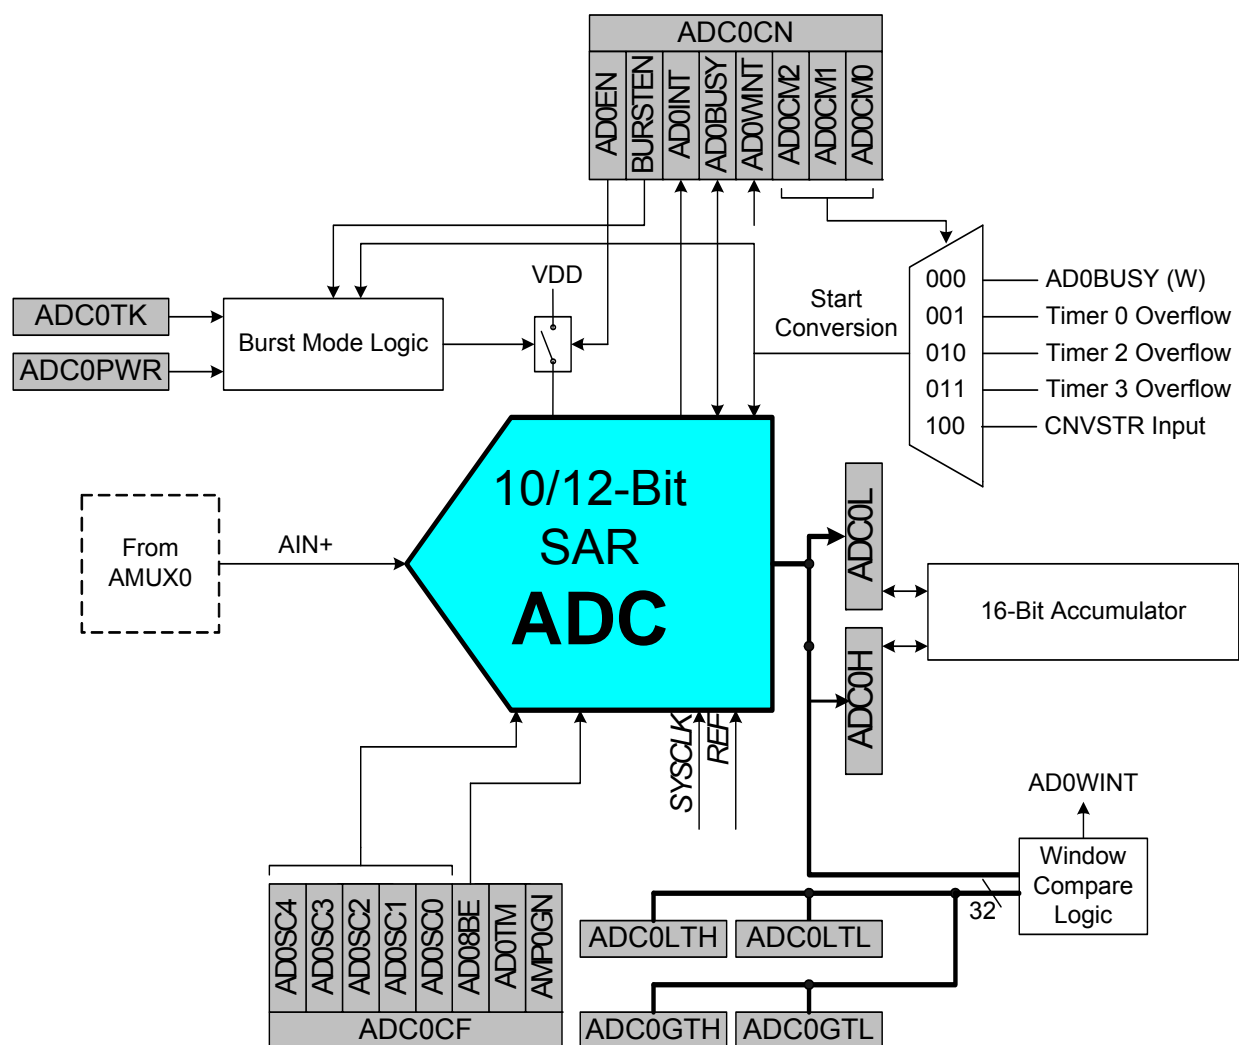 ADC0CN
AD0EN
BURSTEN
AD0INT
AD0BUSY
AD0WINT
AD0CM2
AD0CM1
AD0CM0
VDD
ADC0TK
ADC0PWR
Burst Mode Logic
Start
Conversion
000
AD0BUSY (W)
001
Timer 0 Overflow
010
Timer 2 Overflow
011
Timer 3 Overflow
100
CNVSTR Input
From
AMUX0
AIN+
10/12-Bit
SAR
ADC
ADC0L
ADC0H
16-Bit Accumulator
SYSCLK
REF
AD0WINT
Window
Compare
Logic
32
AD0SC4
AD0SC3
AD0SC2
AD0SC1
AD0SC0
AD08BE
AD0TM
AMP0GN
ADC0CF
ADC0LTH
ADC0LTL
ADC0GTH
ADC0GTL